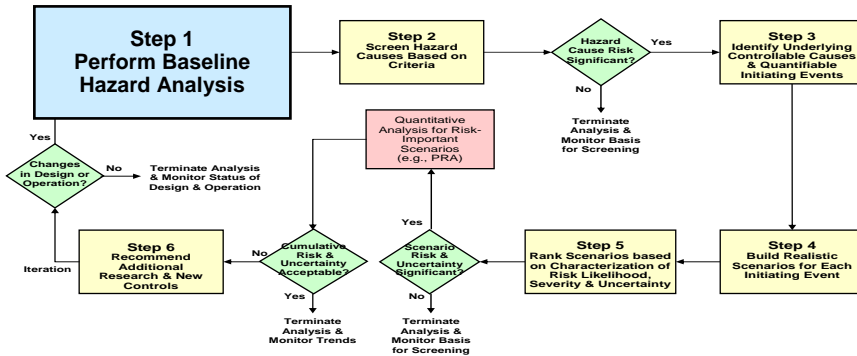 Step 1
Perform Baseline
Hazard Analysis
Step 2
Screen Hazard
Causes Based on
Criteria
Hazard
Cause Risk
Significant?
Yes
No
Terminate
Analysis &
Monitor Basis
for Screening
Step 3
Identify Underlying
Controllable Causes
& Quantifiable
Initiating Events
Step 4
Build Realistic
Scenarios for Each
Initiating Event
Step 5
Rank Scenarios based
on Characterization of
Risk Likelihood,
Severity & Uncertainty
Scenario
Risk &
Uncertainty
Significant?
Yes
No
Terminate
Analysis &
Monitor Basis
for Screening
Quantitative
Analysis for Risk-
Important
Scenarios
(e.g., PRA)
Cumulative
Risk &
Uncertainty
Acceptable?
No
Yes
Terminate
Analysis &
Monitor Trends
Step 6
Recommend
Additional
Research & New
Controls
Iteration
Changes
in Design or
Operation?
Yes
No
Terminate Analysis
& Monitor Status of
Design & Operation